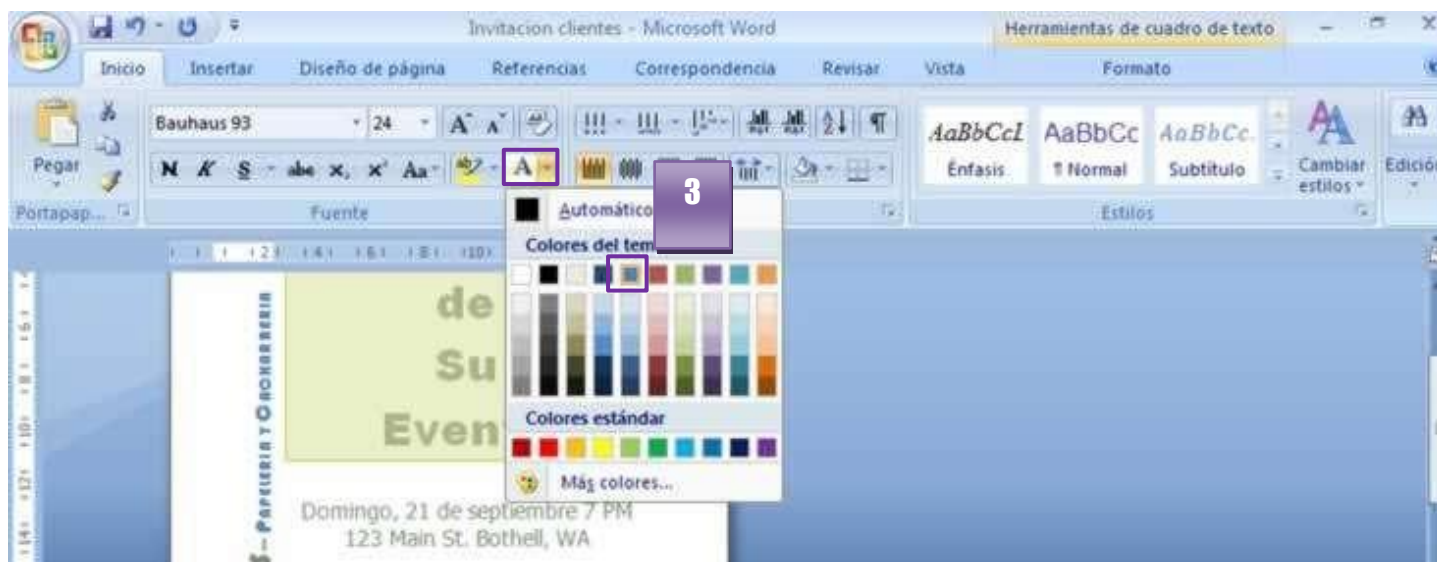 Invitacion clientes - Microsoft Word
Herramientas de cuadro de texto
Inicio Insertar Diseño de página Referencias Correspondencia Revisar Vista Formato
Bauhaus 93 24
Pegar
N K S abe x, x' Aa A
Portapap... Fuente
AaBbCcI AaBbCc AaBbCc
Énfasis ¶ Normal Subtítulo
Cambiar estilos
Edición
Estilos
3
Automático
Colores del tem
Colores estándar
Más colores...
de
Su
Even
Domingo, 21 de septiembre 7 PM
123 Main St. Bothell, WA